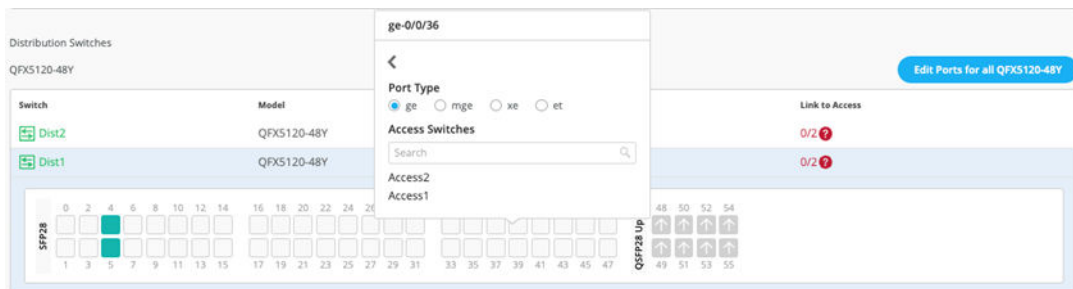 ge-0/0/36
Distribution Switches
QFX5120-48Y
Edit Ports for all QFX5120-48Y
Port Type
ge mge xe et
Switch Model Link to Access
Access Switches
Dist2 QFX5120-48Y 0/2 ?
Search
Dist1 QFX5120-48Y 0/2 ?
Access2
Access1
0 2 4 6 8 10 12 14 16 18 20 22 24 48 50 52 54
SFP28
QSFP28 Up
1 3 5 7 9 11 13 15 17 19 21 23 25 27 29 31 33 35 37 39 41 43 45 47 49 51 53 55